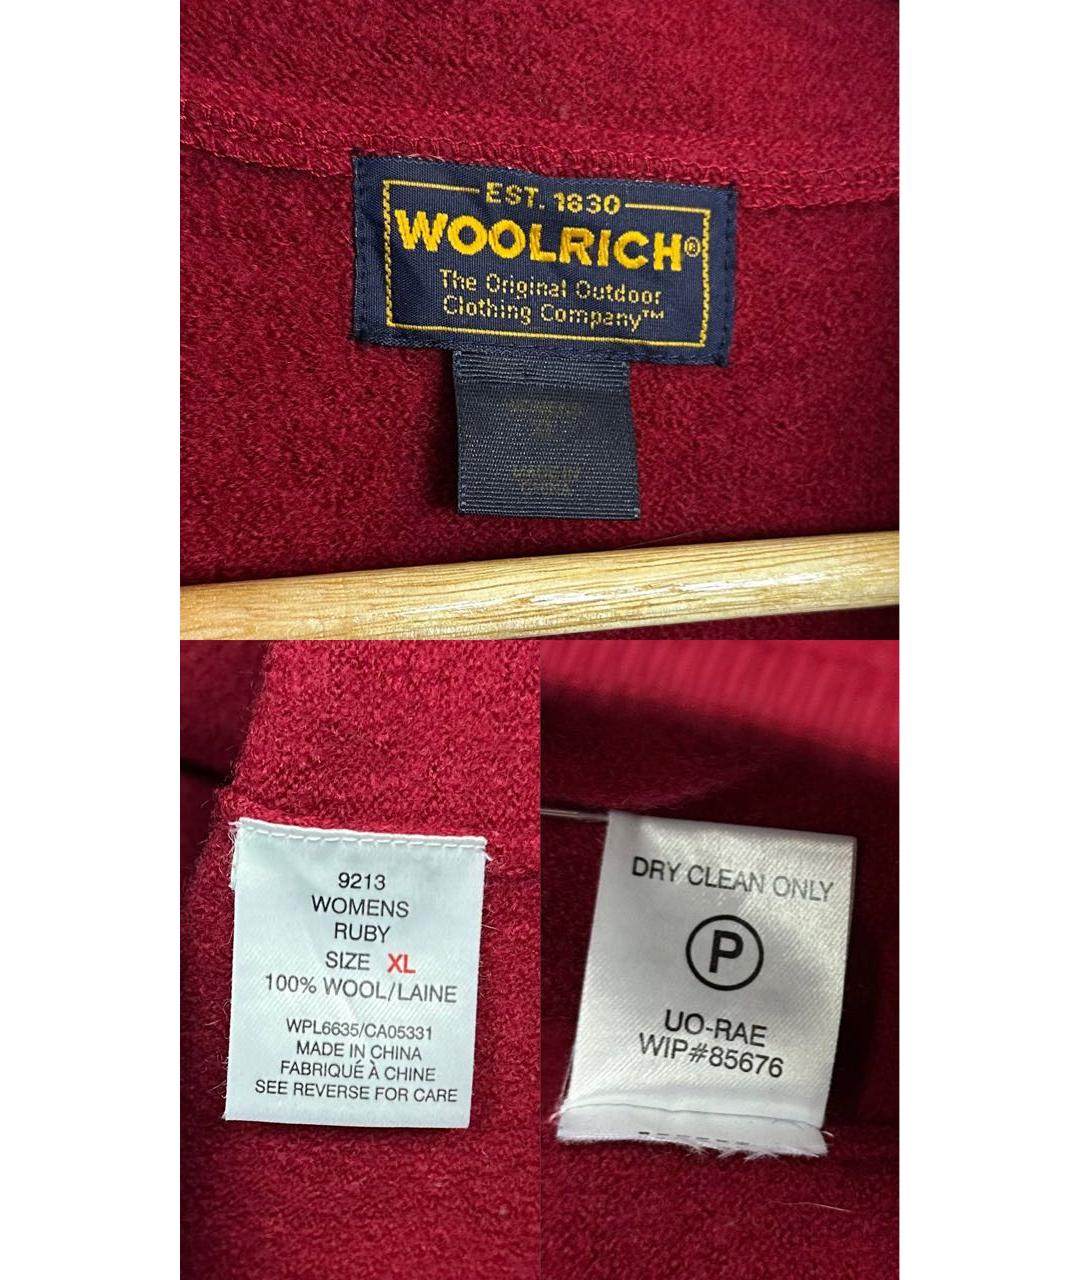 EST. 1830
WOOLRICH®
The Original Outdoor
Clothing Company™
9213
WOMENS
RUBY
SIZE XL
100% WOOL/LAINE
WPL6635/CA05331
MADE IN CHINA
FABRIQUÉ À CHINE
SEE REVERSE FOR CARE
DRY CLEAN ONLY
P
UO-RAE
WIP#85676